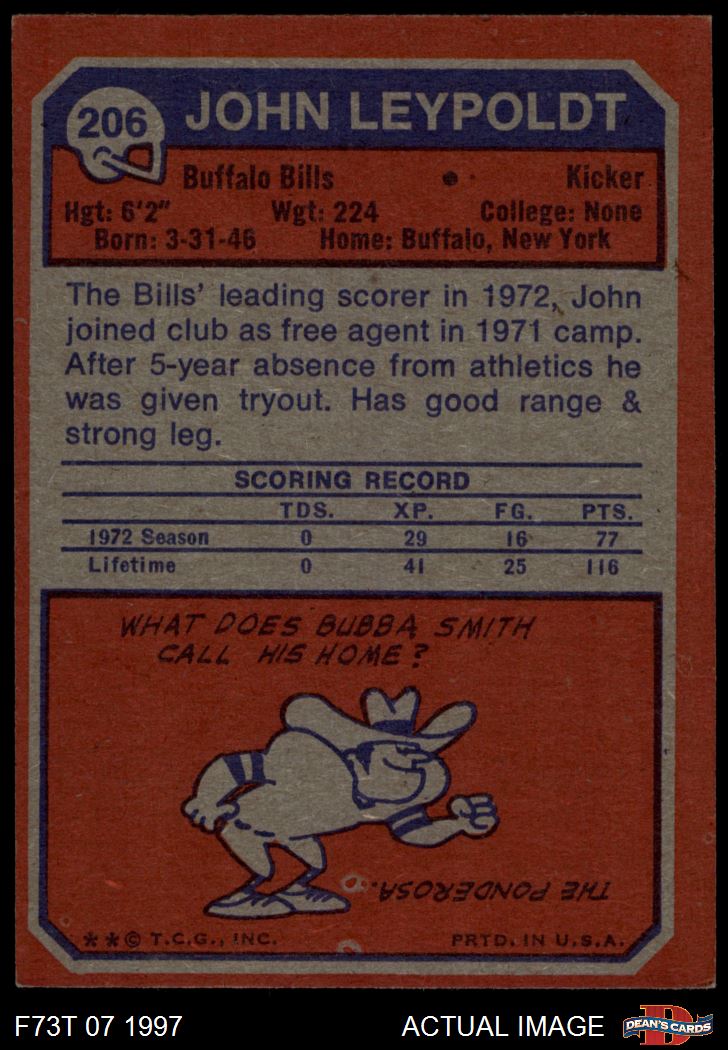 206 JOHN LEYPOLDT
Buffalo Bills • Kicker
Hgt: 6'2" Wgt: 224 College: None
Born: 3-31-46 Home: Buffalo, New York
The Bills' leading scorer in 1972, John
joined club as free agent in 1971 camp.
After 5-year absence from athletics he
was given tryout. Has good range &
strong leg.
SCORING RECORD
TDS. XP. FG. PTS.
1972 Season 0 29 16 77
Lifetime 0 41 25 116
WHAT DOES BUBBA SMITH
CALL HIS HOME?
THE PONDEROSA.
**© T.C.G., INC. PRTD. IN U.S.A.
F73T 07 1997 ACTUAL IMAGE D DEAN'S CARDS